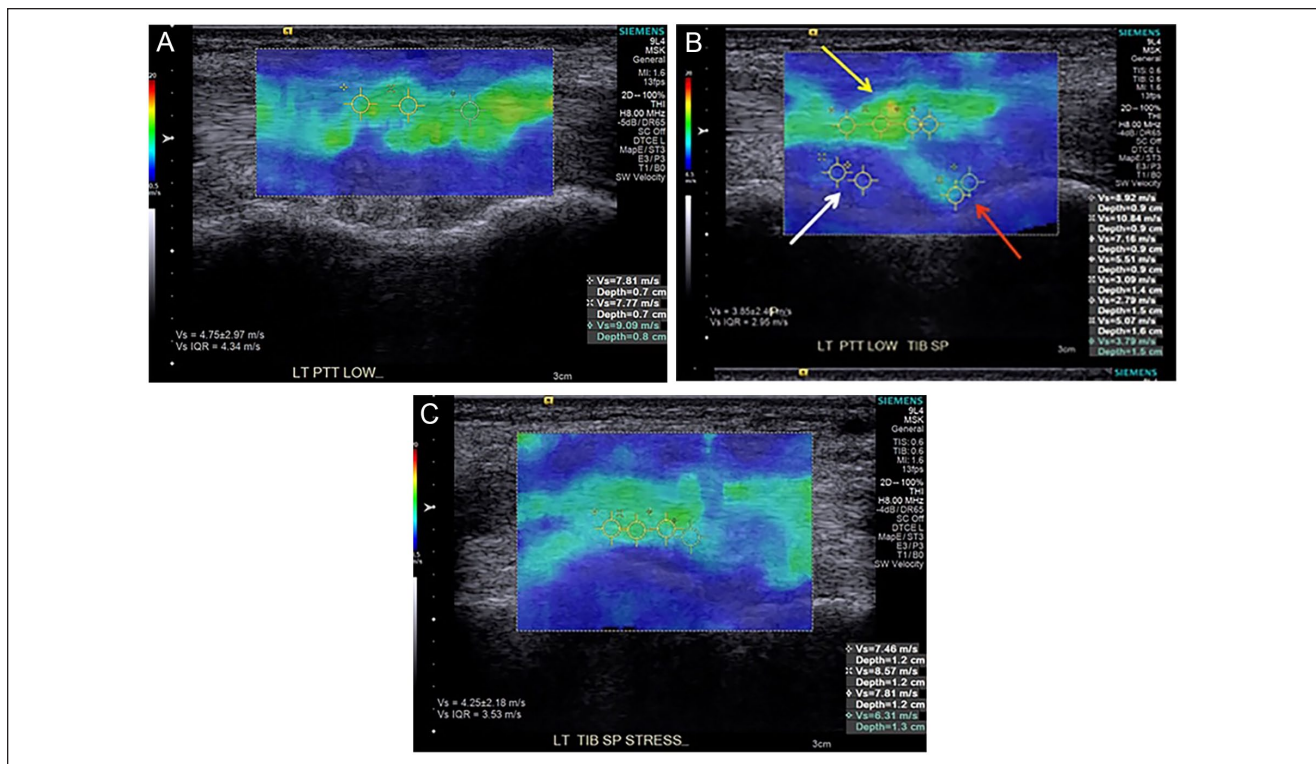 A
SIEMENS
9L4
MSK
General
MI: 1.6
13fps
2D--100%
THI
H8.00 MHz
-5dB/DR65
SC Off
DTCE L
MapE/ST3
E3/P3
T1/B0
SW Velocity
20
0.5
m/s
Vs=7.81 m/s
Depth=0.7 cm
Vs=7.77 m/s
Depth=0.7 cm
Vs=9.09 m/s
Depth=0.8 cm
Vs = 4.75±2.97 m/s
Vs IQR = 4.34 m/s
LT PTT LOW_
3cm
B
SIEMENS
9L4
MSK
General
TIS: 0.6
TIB: 0.6
MI: 1.6
13fps
2D--100%
THI
H8.00 MHz
-4dB/DR65
SC Off
DTCE L
MapE/ST3
E3/P3
T1/B0
SW Velocity
20
m/s
Vs=8.92 m/s
Depth=0.9 cm
Vs=10.84 m/s
Depth=0.9 cm
Vs=7.16 m/s
Depth=0.9 cm
Vs=5.51 m/s
Depth=0.9 cm
Vs=3.09 m/s
Depth=1.4 cm
Vs=2.79 m/s
Depth=1.5 cm
Vs=5.07 m/s
Depth=1.6 cm
Vs=3.79 m/s
Depth=1.5 cm
Vs IQR = 2.95 m/s
LT PTT LOW TIB SP
3cm
SIEMENS
C
SIEMENS
9L4
MSK
General
TIS: 0.6
TIB: 0.6
MI: 1.6
13fps
2D--100%
THI
H8.00 MHz
-4dB/DR65
SC Off
DTCE L
MapE/ST3
E3/P3
T1/B0
SW Velocity
Vs=7.46 m/s
Depth=1.2 cm
Vs=8.57 m/s
Depth=1.2 cm
Vs=7.81 m/s
Depth=1.2 cm
Vs=6.31 m/s
Depth=1.3 cm
Vs = 4.25±2.18 m/s
Vs IQR = 3.53 m/s
LT TIB SP STRESS_
3cm